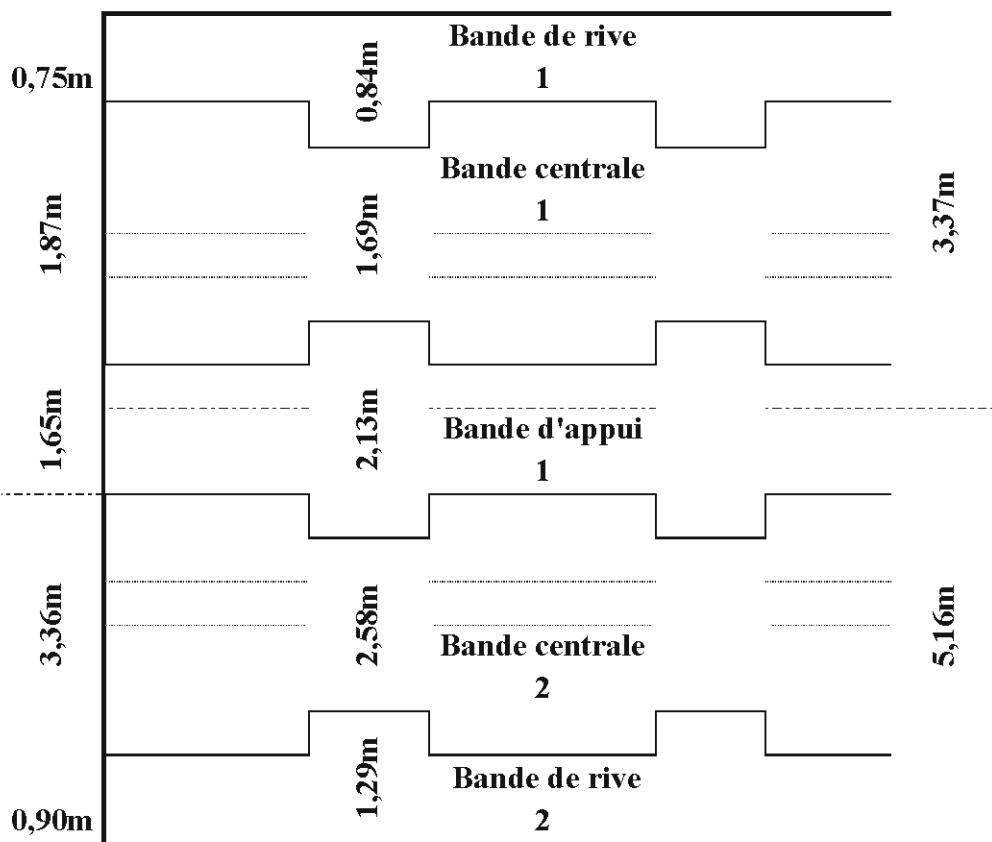 Bande de rive
1
0,75m
0,84m
Bande centrale
1
1,87m
1,69m
3,37m
1,65m
2,13m
Bande d'appui
1
3,36m
2,58m
5,16m
Bande centrale
2
1,29m
Bande de rive
2
0,90m